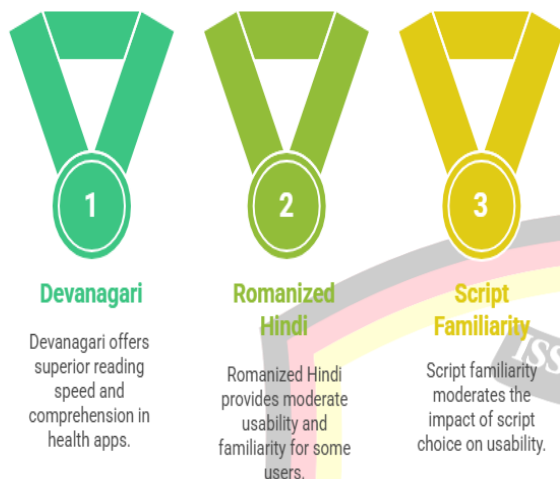 1
Devanagari
Devanagari offers
superior reading
speed and
comprehension in
health apps.
2
Romanized
Hindi
Romanized Hindi
provides moderate
usability and
familiarity for some
users.
3
Script
Familiarity
Script familiarity
moderates the
impact of script
choice on usability.